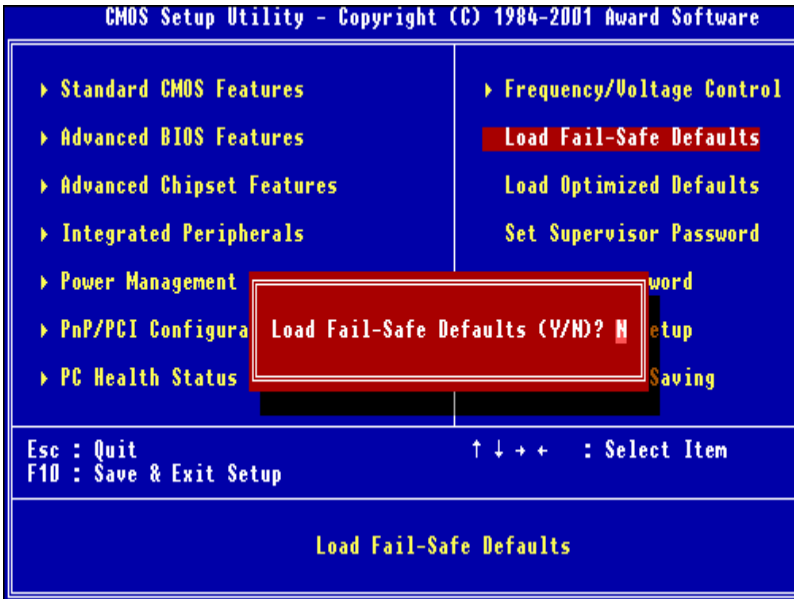 CMOS Setup Utility - Copyright (C) 1984-2001 Award Software
▸ Standard CMOS Features
▸ Advanced BIOS Features
▸ Advanced Chipset Features
▸ Integrated Peripherals
▸ Power Management
▸ PnP/PCI Configura
▸ PC Health Status
▸ Frequency/Voltage Control
Load Fail-Safe Defaults
Load Optimized Defaults
Set Supervisor Password
word
etup
Saving
Load Fail-Safe Defaults (Y/N)? N
Esc : Quit
F10 : Save & Exit Setup
↑ ↓ → ← : Select Item
Load Fail-Safe Defaults